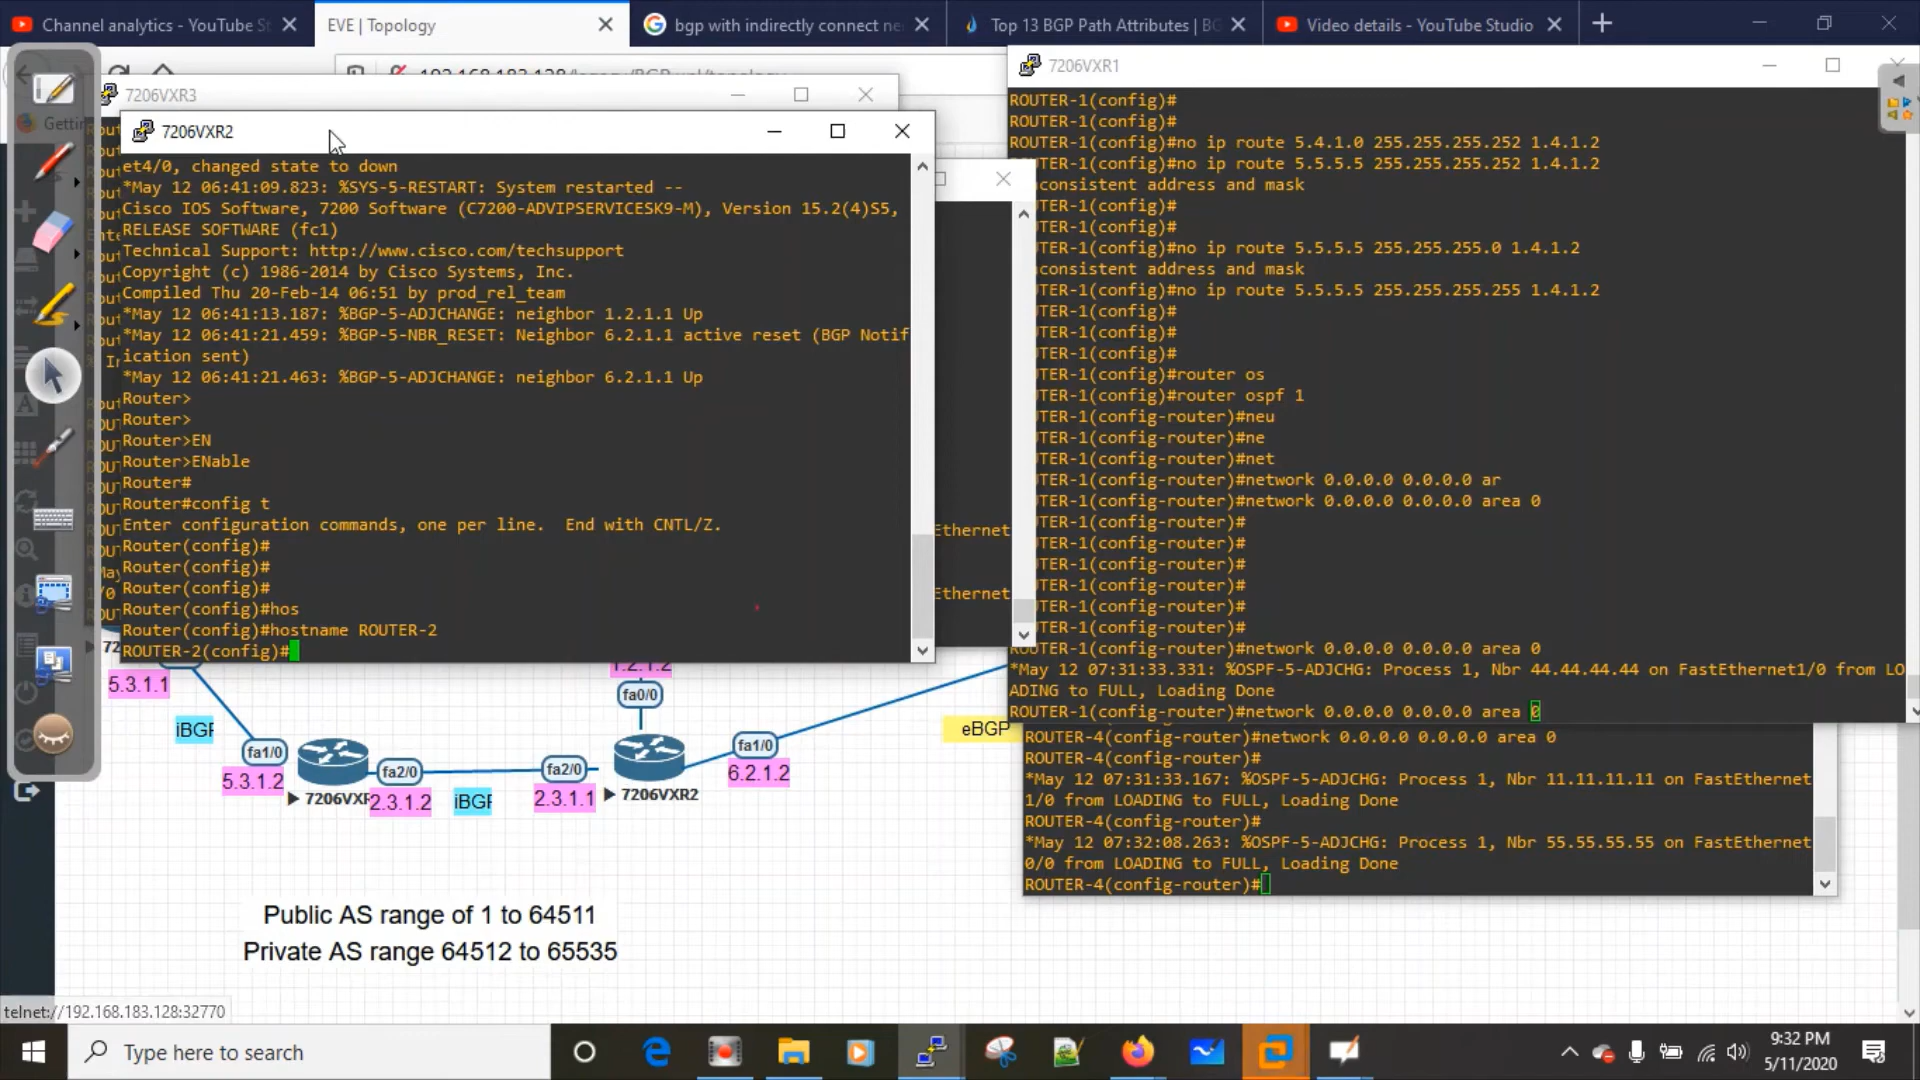 Channel analytics - YouTube St
EVE | Topology
bgp with indirectly connect ne
Top 13 BGP Path Attributes | BG
Video details - YouTube Studio
7206VXR3
7206VXR2
et4/0, changed state to down
*May 12 06:41:09.823: %SYS-5-RESTART: System restarted --
Cisco IOS Software, 7200 Software (C7200-ADVIPSERVICESK9-M), Version 15.2(4)S5,
RELEASE SOFTWARE (fc1)
Technical Support: http://www.cisco.com/techsupport
Copyright (c) 1986-2014 by Cisco Systems, Inc.
Compiled Thu 20-Feb-14 06:51 by prod_rel_team
*May 12 06:41:13.187: %BGP-5-ADJCHANGE: neighbor 1.2.1.1 Up
*May 12 06:41:21.459: %BGP-5-NBR_RESET: Neighbor 6.2.1.1 active reset (BGP Notif
ication sent)
*May 12 06:41:21.463: %BGP-5-ADJCHANGE: neighbor 6.2.1.1 Up
Router>
Router>
Router>EN
Router>ENable
Router#
Router#config t
Enter configuration commands, one per line.  End with CNTL/Z.
Router(config)#
Router(config)#
Router(config)#
Router(config)#hos
Router(config)#hostname ROUTER-2
ROUTER-2(config)#
Ethernet
Ethernet
7206VXR1
ROUTER-1(config)#
ROUTER-1(config)#
ROUTER-1(config)#no ip route 5.4.1.0 255.255.255.252 1.4.1.2
ROUTER-1(config)#no ip route 5.5.5.5 255.255.255.252 1.4.1.2
consistent address and mask
UTER-1(config)#
UTER-1(config)#
UTER-1(config)#no ip route 5.5.5.5 255.255.255.0 1.4.1.2
consistent address and mask
UTER-1(config)#no ip route 5.5.5.5 255.255.255.255 1.4.1.2
UTER-1(config)#
UTER-1(config)#
UTER-1(config)#
UTER-1(config)#router os
UTER-1(config)#router ospf 1
UTER-1(config-router)#neu
UTER-1(config-router)#ne
UTER-1(config-router)#net
UTER-1(config-router)#network 0.0.0.0 0.0.0.0 ar
UTER-1(config-router)#network 0.0.0.0 0.0.0.0 area 0
UTER-1(config-router)#
UTER-1(config-router)#
UTER-1(config-router)#
UTER-1(config-router)#
UTER-1(config-router)#
UTER-1(config-router)#
ROUTER-1(config-router)#network 0.0.0.0 0.0.0.0 area 0
*May 12 07:31:33.331: %OSPF-5-ADJCHG: Process 1, Nbr 44.44.44.44 on FastEthernet1/0 from LO
ADING to FULL, Loading Done
ROUTER-1(config-router)#network 0.0.0.0 0.0.0.0 area 0
ROUTER-4(config-router)#network 0.0.0.0 0.0.0.0 area 0
ROUTER-4(config-router)#
*May 12 07:31:33.167: %OSPF-5-ADJCHG: Process 1, Nbr 11.11.11.11 on FastEthernet
1/0 from LOADING to FULL, Loading Done
ROUTER-4(config-router)#
*May 12 07:32:08.263: %OSPF-5-ADJCHG: Process 1, Nbr 55.55.55.55 on FastEthernet
0/0 from LOADING to FULL, Loading Done
ROUTER-4(config-router)#
5.3.1.1
1.2.1.2
fa0/0
iBGP
eBGP
fa1/0
5.3.1.2
7206VXR
fa2/0
2.3.1.2
iBGP
fa2/0
2.3.1.1
7206VXR2
fa1/0
6.2.1.2
Public AS range of 1 to 64511
Private AS range 64512 to 65535
telnet://192.168.183.128:32770
Type here to search
9:32 PM
5/11/2020